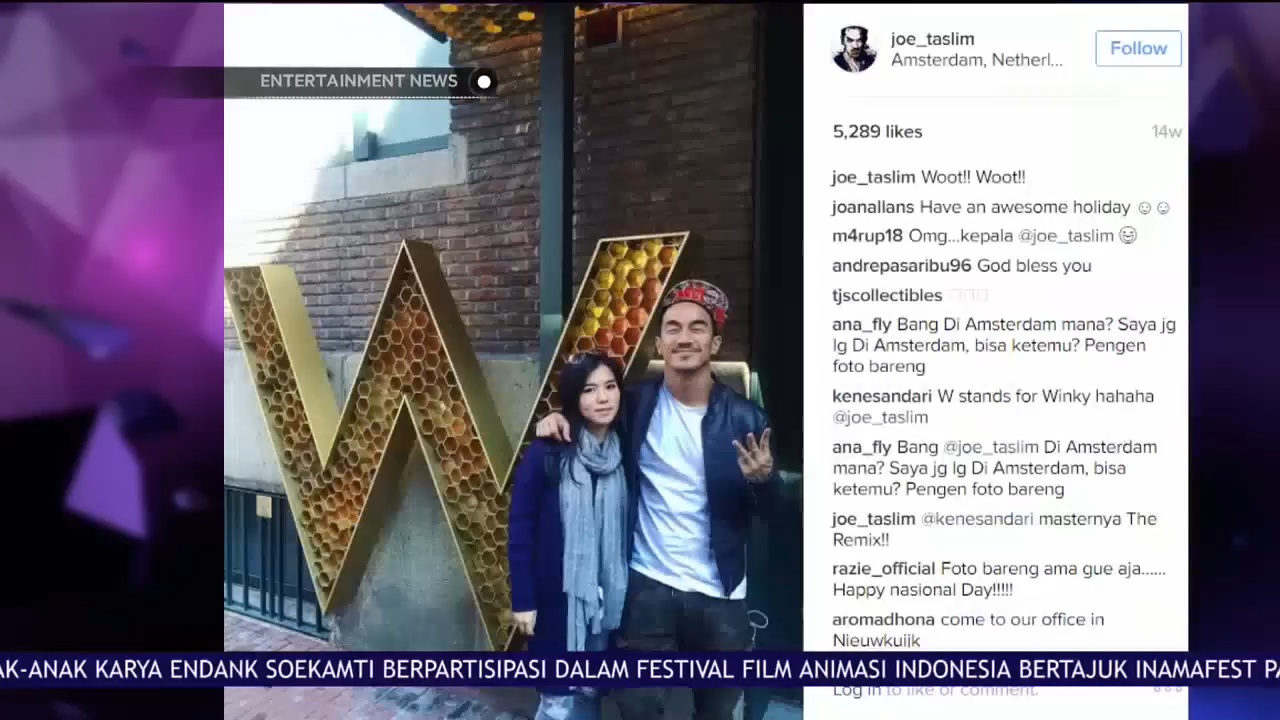 ENTERTAINMENT NEWS
joe_taslim
Amsterdam, Netherl...
Follow
5,289 likes
14w
joe_taslim Woot!! Woot!!
joanallans Have an awesome holiday ☺☺
m4rup18 Omg...kepala @joe_taslim 😄
andrepasaribu96 God bless you
tjscollectibles
ana_fly Bang Di Amsterdam mana? Saya jg
lg Di Amsterdam, bisa ketemu? Pengen
foto bareng
kenesandari W stands for Winky hahaha
@joe_taslim
ana_fly Bang @joe_taslim Di Amsterdam
mana? Saya jg lg Di Amsterdam, bisa
ketemu? Pengen foto bareng
joe_taslim @kenesandari masternya The
Remix!!
razie_official Foto bareng ama gue aja......
Happy nasional Day!!!!!
aromadhona come to our office in
Nieuwkuijk
AK-ANAK KARYA ENDANK SOEKAMTI BERPARTISIPASI DALAM FESTIVAL FILM ANIMASI INDONESIA BERTAJUK INAMAFEST PA
Log in to like or comment.
W